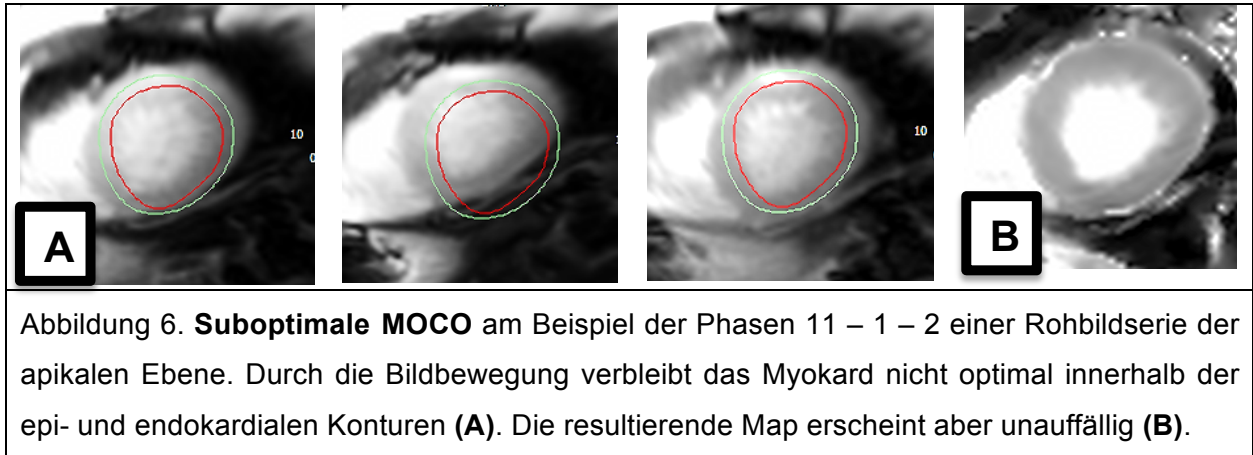 10
0
10
A
B
Abbildung 6. Suboptimale MOCO am Beispiel der Phasen 11 – 1 – 2 einer Rohbildserie der
apikalen Ebene. Durch die Bildbewegung verbleibt das Myokard nicht optimal innerhalb der
epi- und endokardialen Konturen (A). Die resultierende Map erscheint aber unauffällig (B).